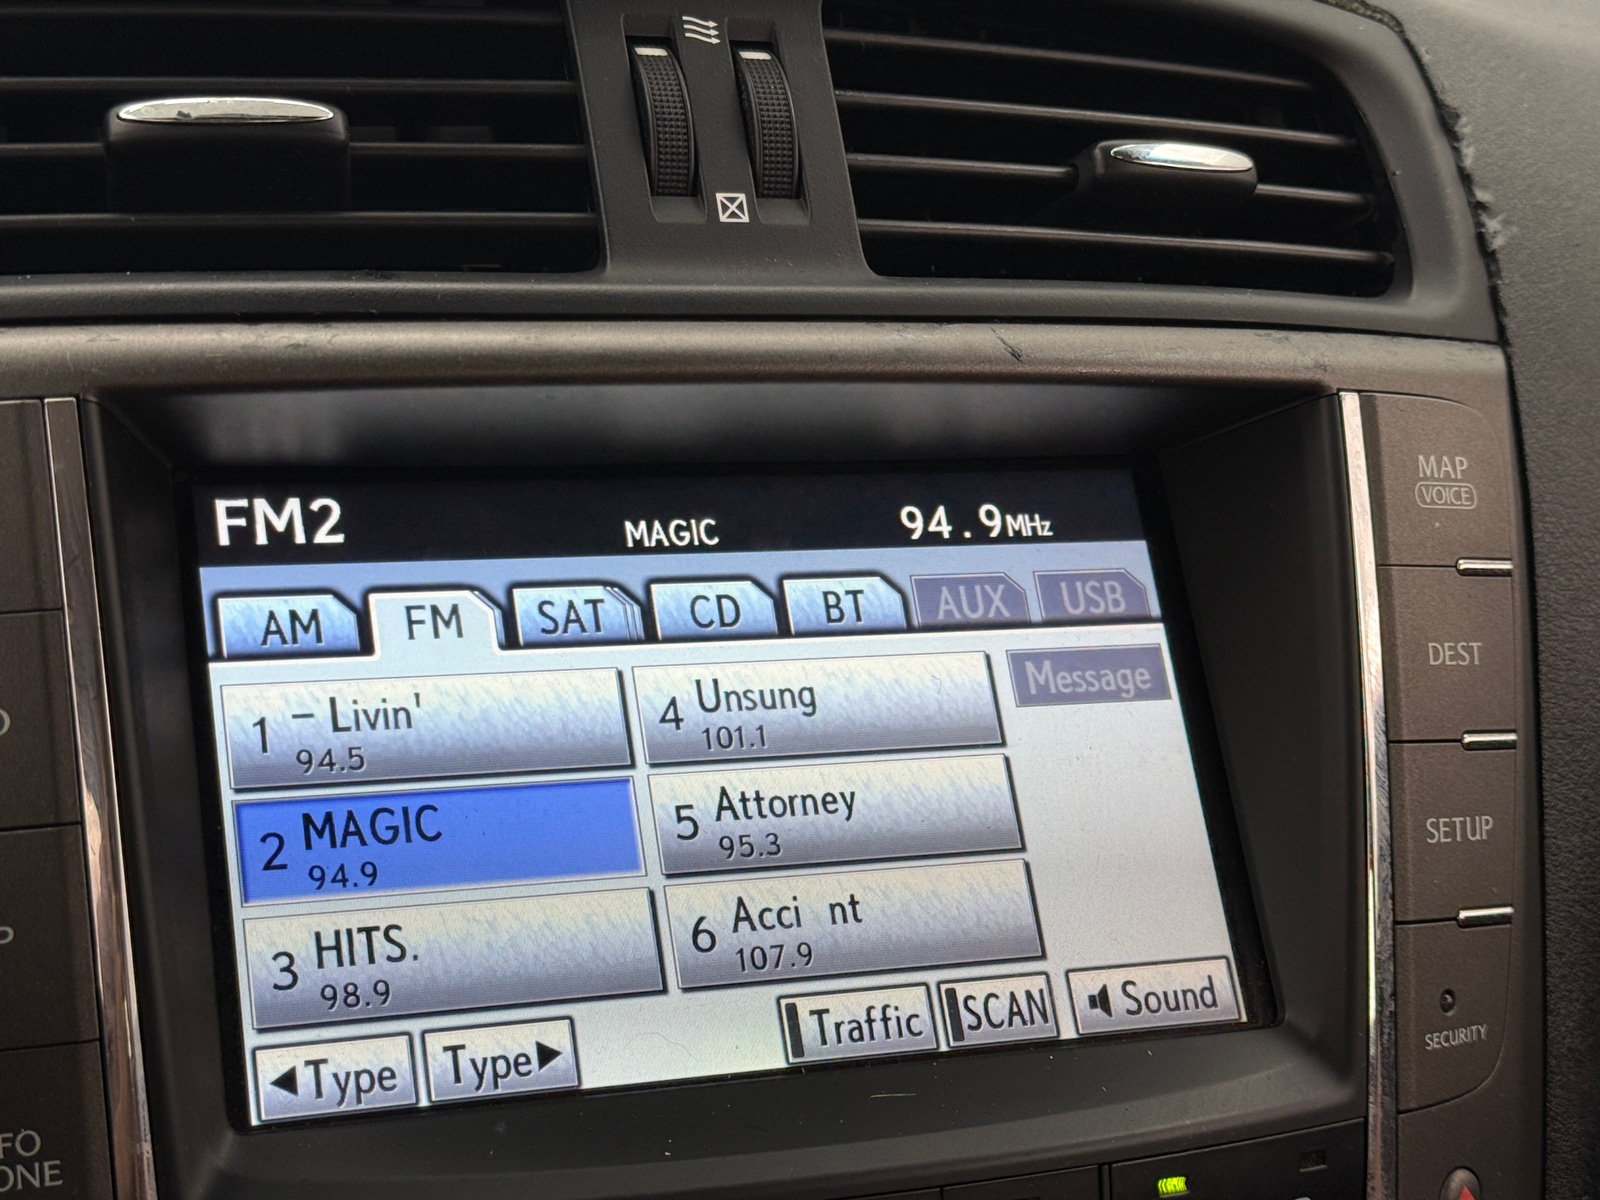 FM2 MAGIC 94.9MHz
AM FM SAT CD BT AUX USB
1 - Livin'
94.5
2 MAGIC
94.9
3 HITS.
98.9
4 Unsung
101.1
5 Attorney
95.3
6 Acci nt
107.9
Message
◀Type Type▶ Traffic SCAN Sound
MAP
VOICE
DEST
SETUP
SECURITY